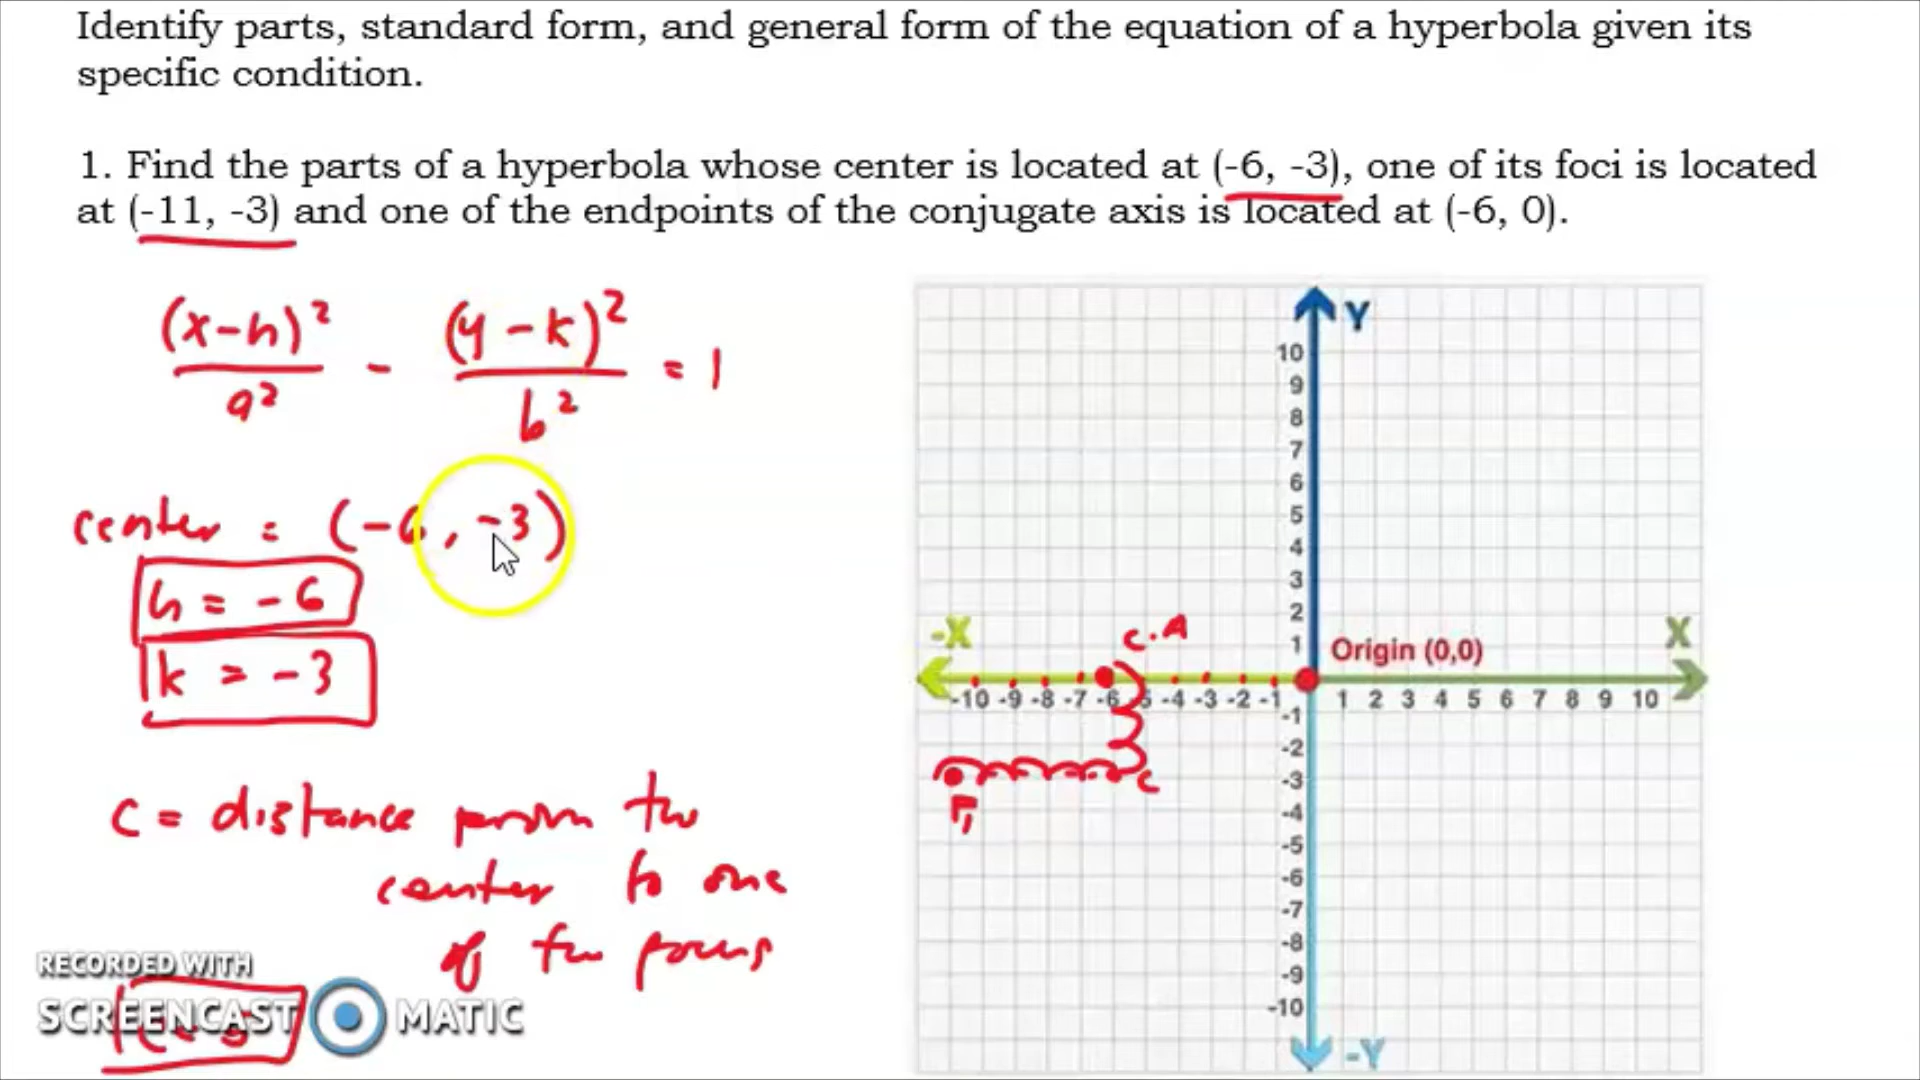 Identify parts, standard form, and general form of the equation of a hyperbola given its
specific condition.
1. Find the parts of a hyperbola whose center is located at (-6, -3), one of its foci is located
at (-11, -3) and one of the endpoints of the conjugate axis is located at (-6, 0).
(x-h)² / a² - (y-k)² / b² = 1
center = (-6, -3)
h = -6
k = -3
c = distance from the
center to one
of the focus
c = 5
RECORDED WITH
SCREENCAST MATIC
Y
10
9
8
7
6
5
4
3
2
1
C.A
-X
Origin (0,0)
X
-10 -9 -8 -7 -6 -5 -4 -3 -2 -1 1 2 3 4 5 6 7 8 9 10
-1
-2
-3
C
F₁
-4
-5
-6
-7
-8
-9
-10
-Y